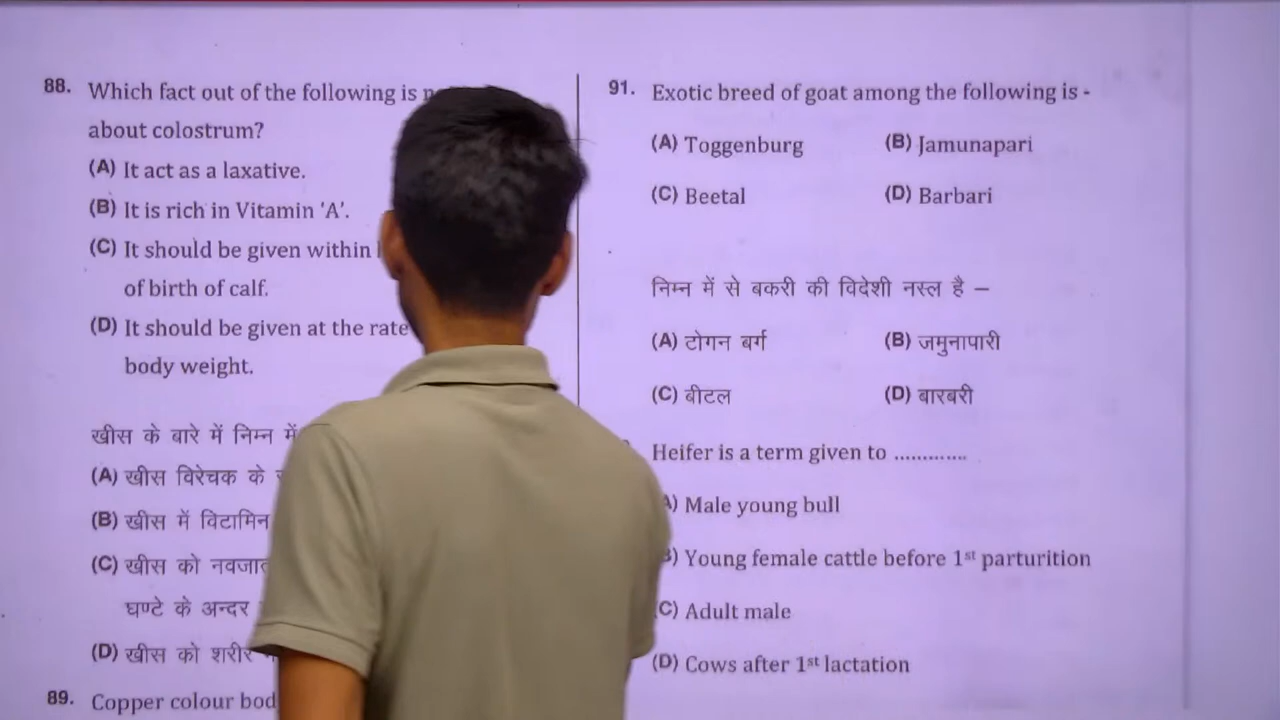 88. Which fact out of the following is
about colostrum?
(A) It act as a laxative.
(B) It is rich in Vitamin 'A'.
(C) It should be given within
of birth of calf.
(D) It should be given at the rate
body weight.
खीस के बारे में निम्न में
(A) खीस विरेचक के
(B) खीस में विटामिन
(C) खीस को
घण्टे के अन्दर
(D) खीस को शरीर
89. Copper colour
91. Exotic breed of goat among the following is -
(A) Toggenburg (B) Jamunapari
(C) Beetal (D) Barbari
निम्न में से बकरी की विदेशी नस्ल है –
(A) टोगन बर्ग (B) जमुनापारी
(C) बीटल (D) बारबरी
Heifer is a term given to .............
A) Male young bull
B) Young female cattle before 1st parturition
(C) Adult male
(D) Cows after 1st lactation